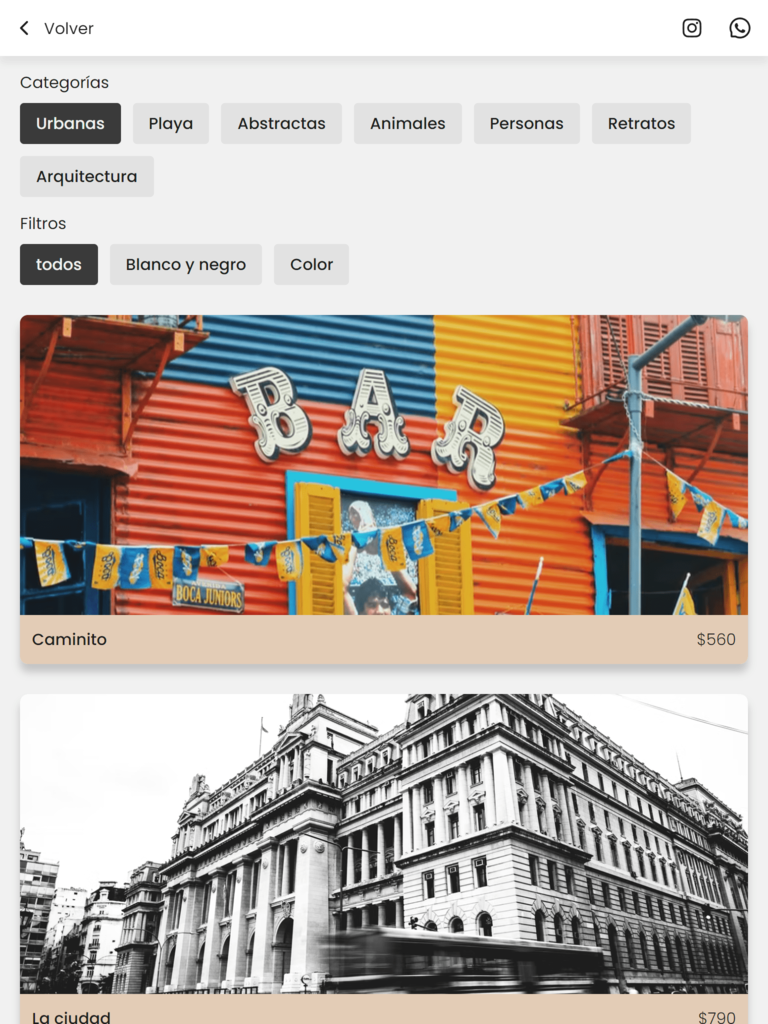 Volver
Categorías
Urbanas Playa Abstractas Animales Personas Retratos
Arquitectura
Filtros
todos Blanco y negro Color
BAR
BOCA JUNIORS
Caminito $560
La ciudad $790